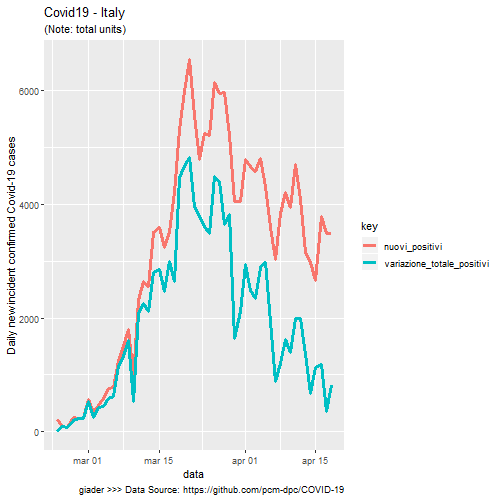 Covid19 - Italy
(Note: total units)
Daily new incident confirmed Covid-19 cases
6000
4000
2000
0
mar 01
mar 15
apr 01
apr 15
data
key
nuovi_positivi
variazione_totale_positivi
giader >>> Data Source: https://github.com/pcm-dpc/COVID-19